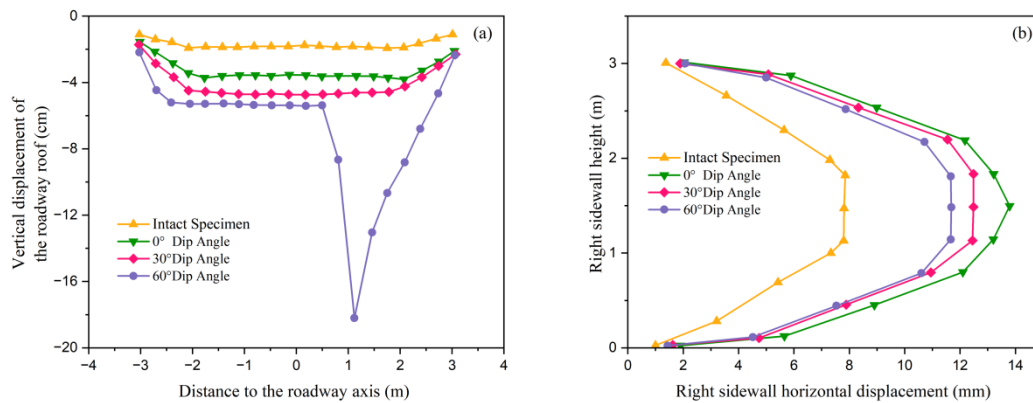 (a)
0
−4
−8
−12
−16
−20
Vertical displacement of
the roadway roof (cm)
Intact Specimen
0° Dip Angle
30°Dip Angle
60°Dip Angle
−4 −3 −2 −1 0 1 2 3 4
Distance to the roadway axis (m)
(b)
4
3
2
1
0
Right sidewall height (m)
Intact Specimen
0° Dip Angle
30°Dip Angle
60°Dip Angle
0 2 4 6 8 10 12 14
Right sidewall horizontal displacement (mm)